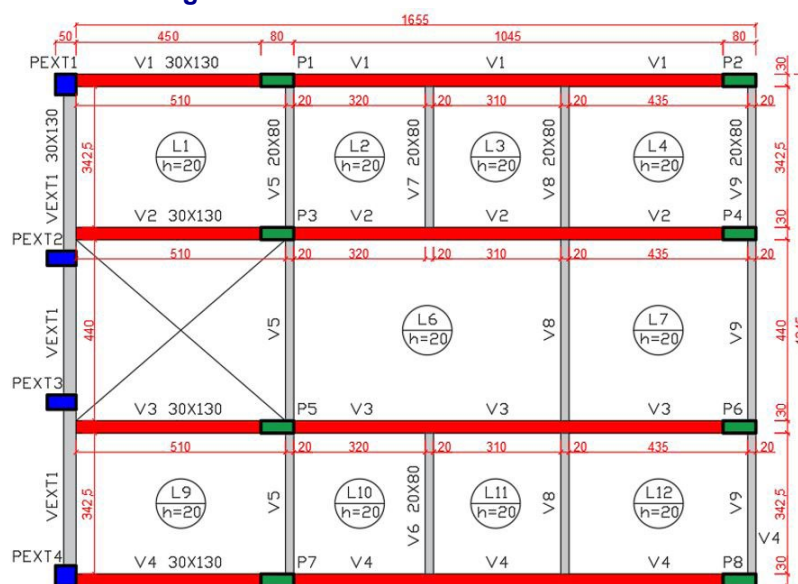 1655
50 450 80 1045 80
PEXT1 V1 30X130 P1 V1 V1 V1 P2
30
510 20 320 20 310 20 435 20
VEXT1 30X130
342,5
L1
h=20
V5 20X80
L2
h=20
V7 20X80
L3
h=20
V8 20X80
L4
h=20
V9 20X80
342,5
V2 30X130 P3 V2 V2 V2 P4
30
PEXT2
510 20 320 20 310 20 435 20
VEXT1
440
V5
L6
h=20
V8
L7
h=20
V9
440
PEXT3
V3 30X130 P5 V3 V3 V3 P6
30
510 20 320 20 310 20 435 20
VEXT1
342,5
L9
h=20
V5
L10
h=20
V6 20X80
L11
h=20
V8
L12
h=20
V9
342,5
V4
PEXT4 V4 30X130 P7 V4 V4 V4 P8
30